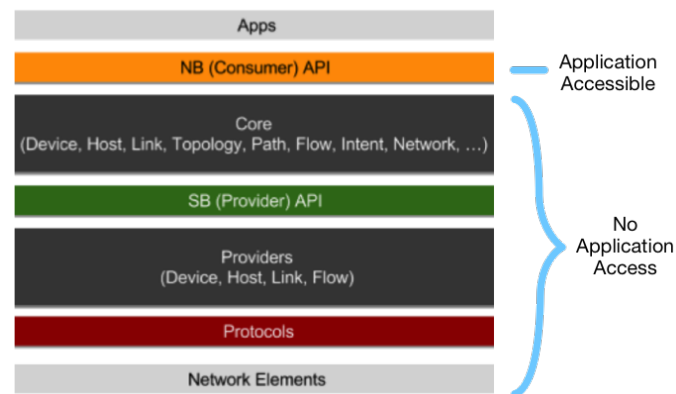 Apps
NB (Consumer) API
Application
Accessible
Core
(Device, Host, Link, Topology, Path, Flow, Intent, Network, …)
SB (Provider) API
No
Application
Access
Providers
(Device, Host, Link, Flow)
Protocols
Network Elements